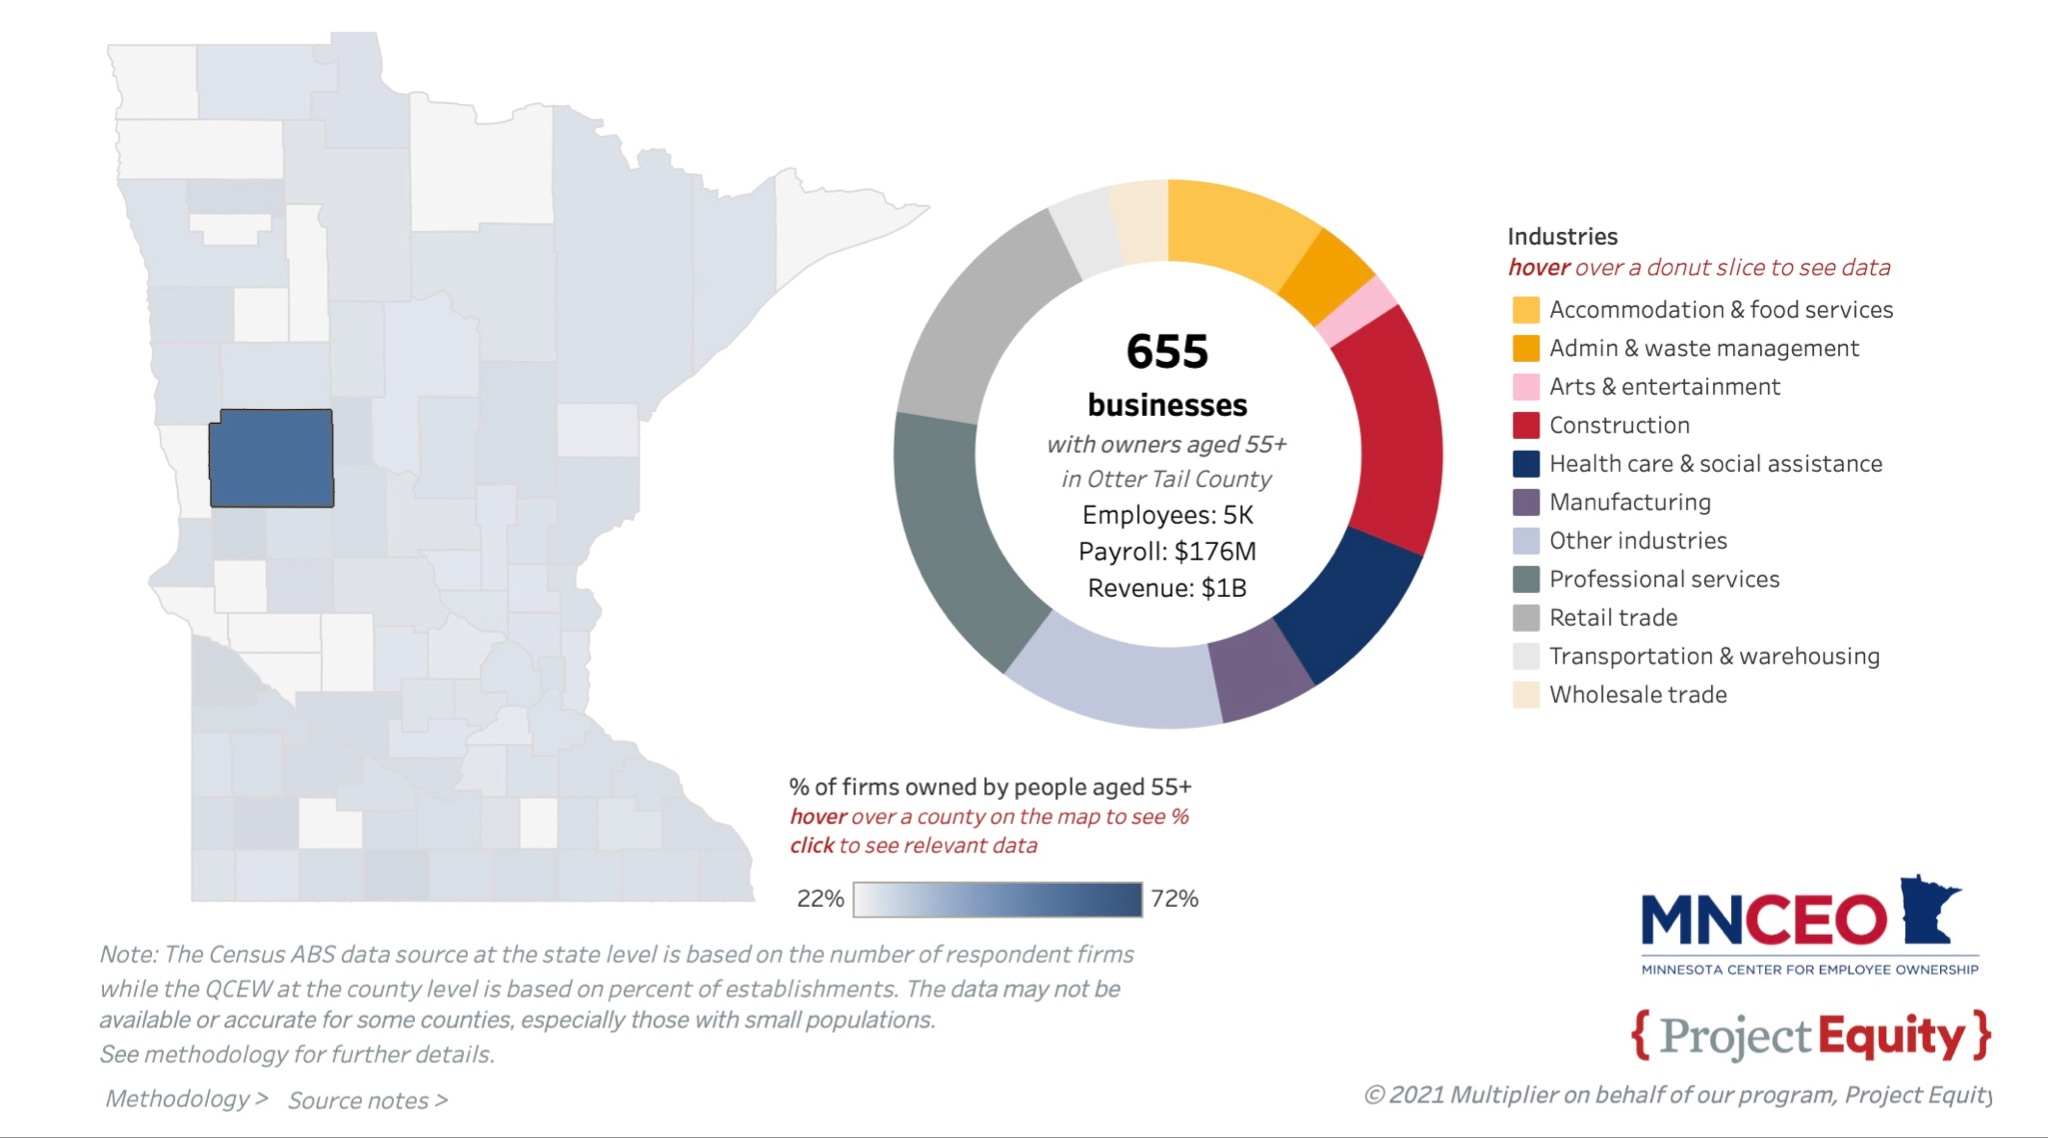 655
businesses
with owners aged 55+
in Otter Tail County
Employees: 5K
Payroll: $176M
Revenue: $1B
Industries
hover over a donut slice to see data
Accommodation & food services
Admin & waste management
Arts & entertainment
Construction
Health care & social assistance
Manufacturing
Other industries
Professional services
Retail trade
Transportation & warehousing
Wholesale trade
% of firms owned by people aged 55+
hover over a county on the map to see %
click to see relevant data
22% 72%
Note: The Census ABS data source at the state level is based on the number of respondent firms
while the QCEW at the county level is based on percent of establishments. The data may not be
available or accurate for some counties, especially those with small populations.
See methodology for further details.
Methodology > Source notes >
MNCEO
MINNESOTA CENTER FOR EMPLOYEE OWNERSHIP
{ Project Equity }
© 2021 Multiplier on behalf of our program, Project Equity